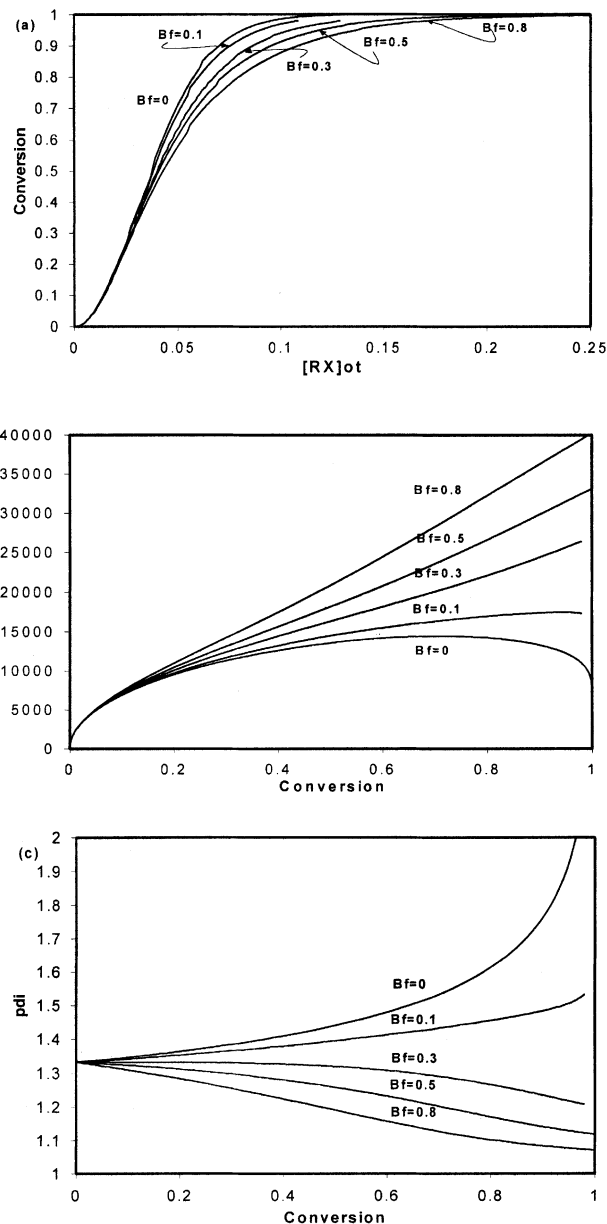 (a)
1
0.9
0.8
0.7
0.6
0.5
0.4
0.3
0.2
0.1
0
Conversion
Bf=0.1
Bf=0.5
Bf=0.8
Bf=0.3
Bf=0
0 0.05 0.1 0.15 0.2 0.25
[RX]ot
40000
35000
30000
25000
20000
15000
10000
5000
0
Bf=0.8
Bf=0.5
Bf=0.3
Bf=0.1
Bf=0
0 0.2 0.4 0.6 0.8 1
Conversion
(c)
2
1.9
1.8
1.7
1.6
1.5
1.4
1.3
1.2
1.1
1
pdi
Bf=0
Bf=0.1
Bf=0.3
Bf=0.5
Bf=0.8
0 0.2 0.4 0.6 0.8 1
Conversion